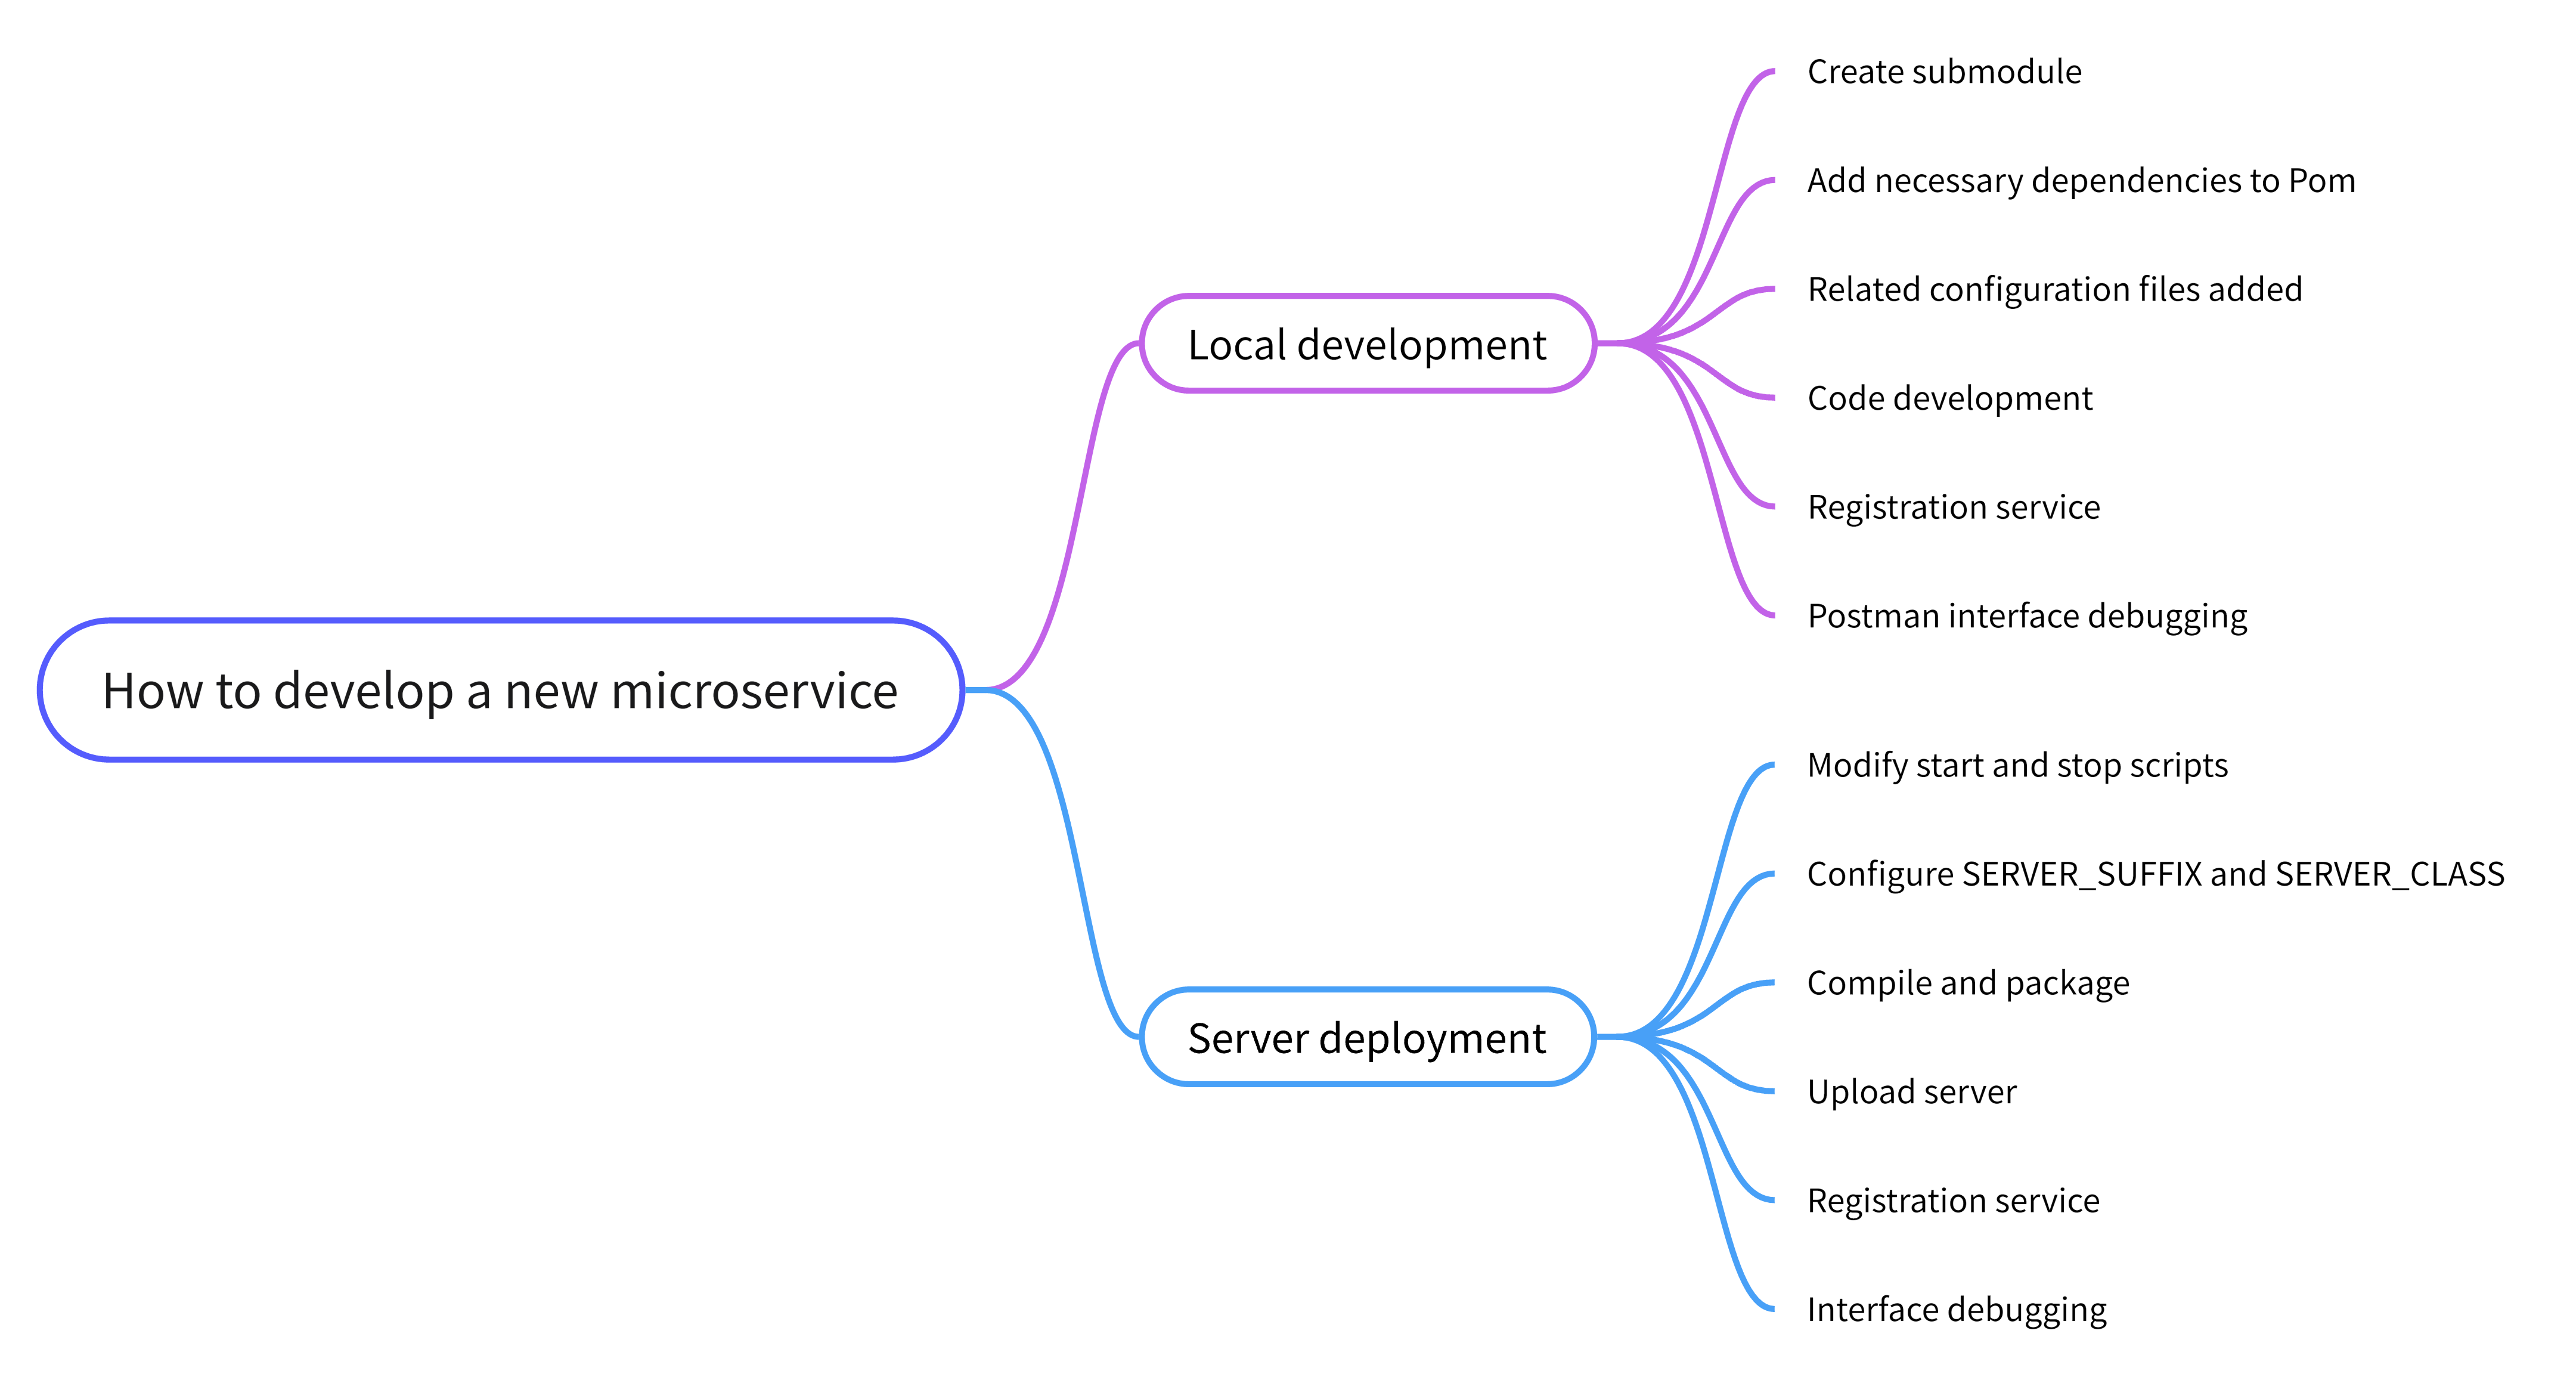 How to develop a new microservice
Local development
Create submodule
Add necessary dependencies to Pom
Related configuration files added
Code development
Registration service
Postman interface debugging
Server deployment
Modify start and stop scripts
Configure SERVER_SUFFIX and SERVER_CLASS
Compile and package
Upload server
Registration service
Interface debugging